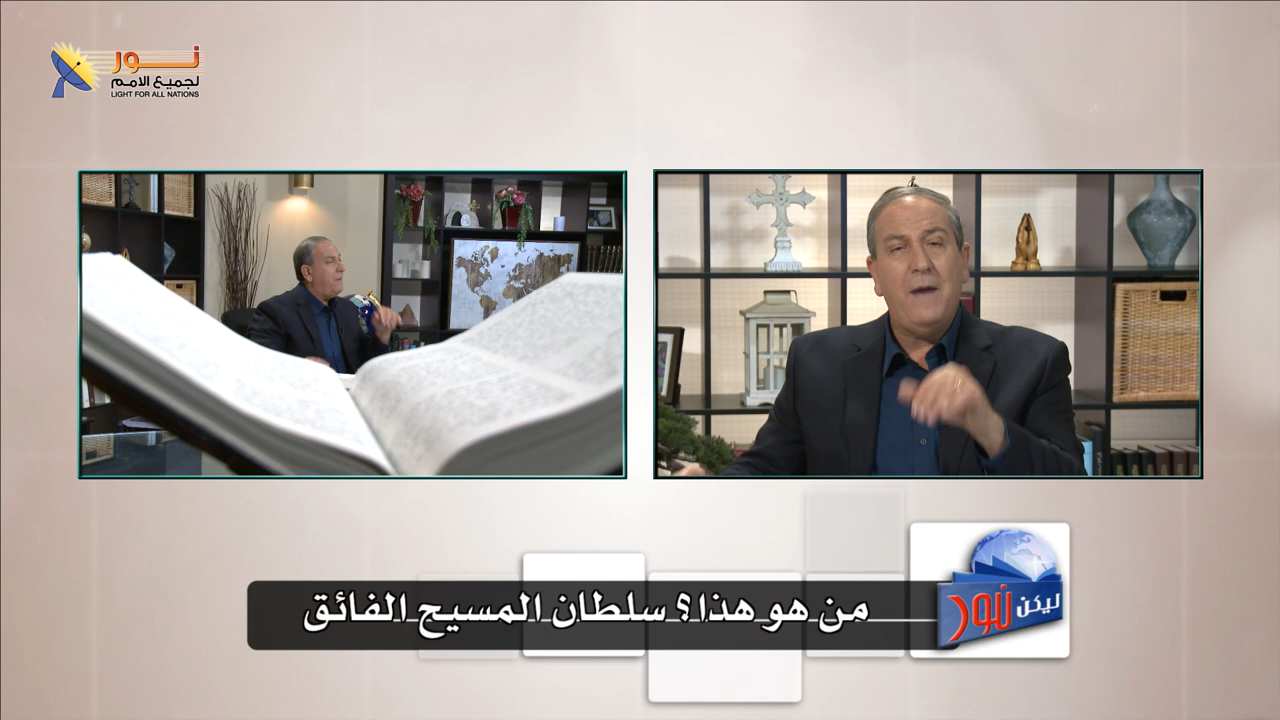 نور
لجميع الامم
LIGHT FOR ALL NATIONS
من هو هذا؟ سلطان المسيح الفائق
ليكن نور